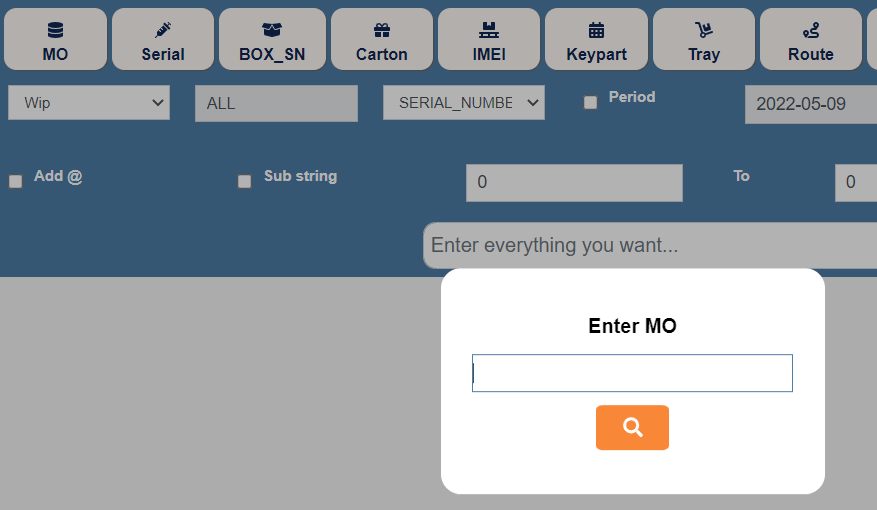 MO Serial BOX_SN Carton IMEI Keypart Tray Route
Wip ALL SERIAL_NUMBE Period 2022-05-09
Add @ Sub string 0 To 0
Enter everything you want...
Enter MO